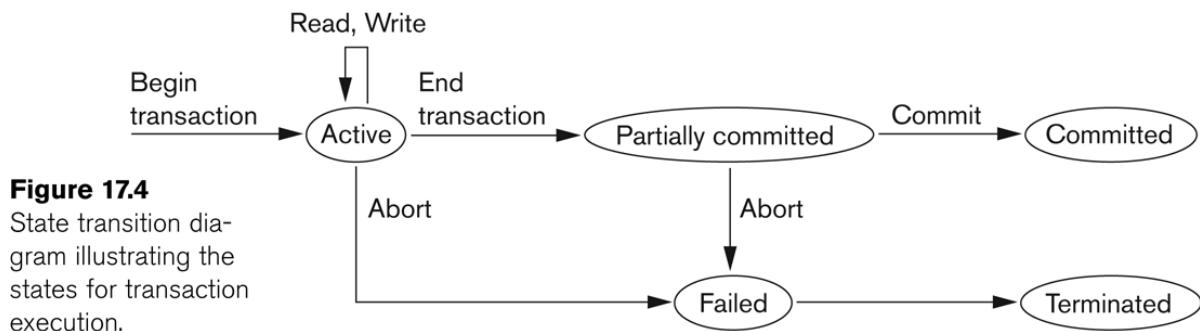 Read, Write
Begin
transaction
End
transaction
Active
Partially committed
Commit
Committed
Figure 17.4
State transition dia-
gram illustrating the
states for transaction
execution.
Abort
Abort
Failed
Terminated